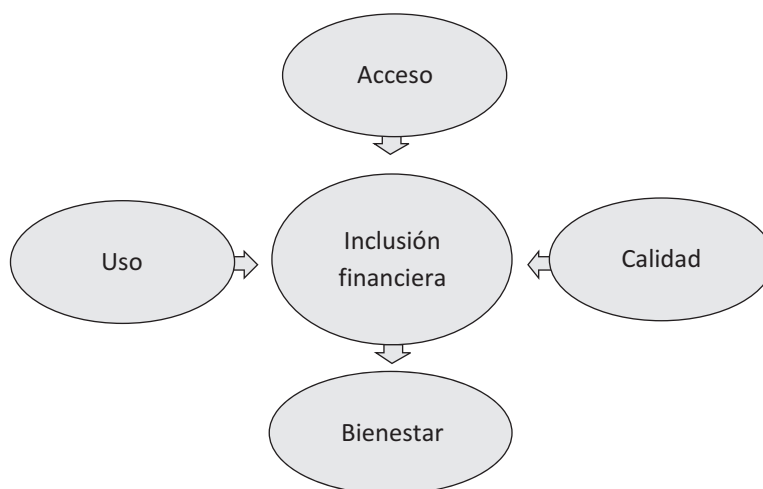 Acceso
Uso
Inclusión
financiera
Calidad
Bienestar